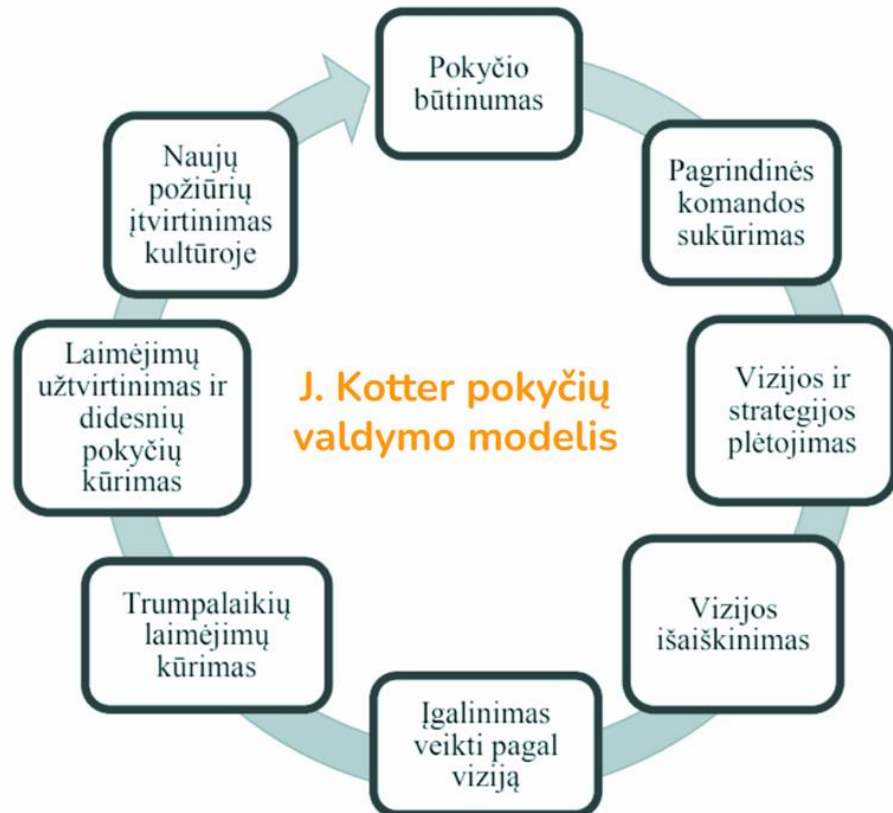 Pokyčio
būtinumas
Pagrindinės
komandos
sukūrimas
Vizijos ir
strategijos
plėtojimas
Vizijos
išaiškinimas
Įgalinimas
veikti pagal
viziją
Trumpalaikių
laimėjimų
kūrimas
Laimėjimų
užtvirtinimas ir
didesnių
pokyčių
kūrimas
Naujų
požiūrių
įtvirtinimas
kultūroje
J. Kotter pokyčių
valdymo modelis